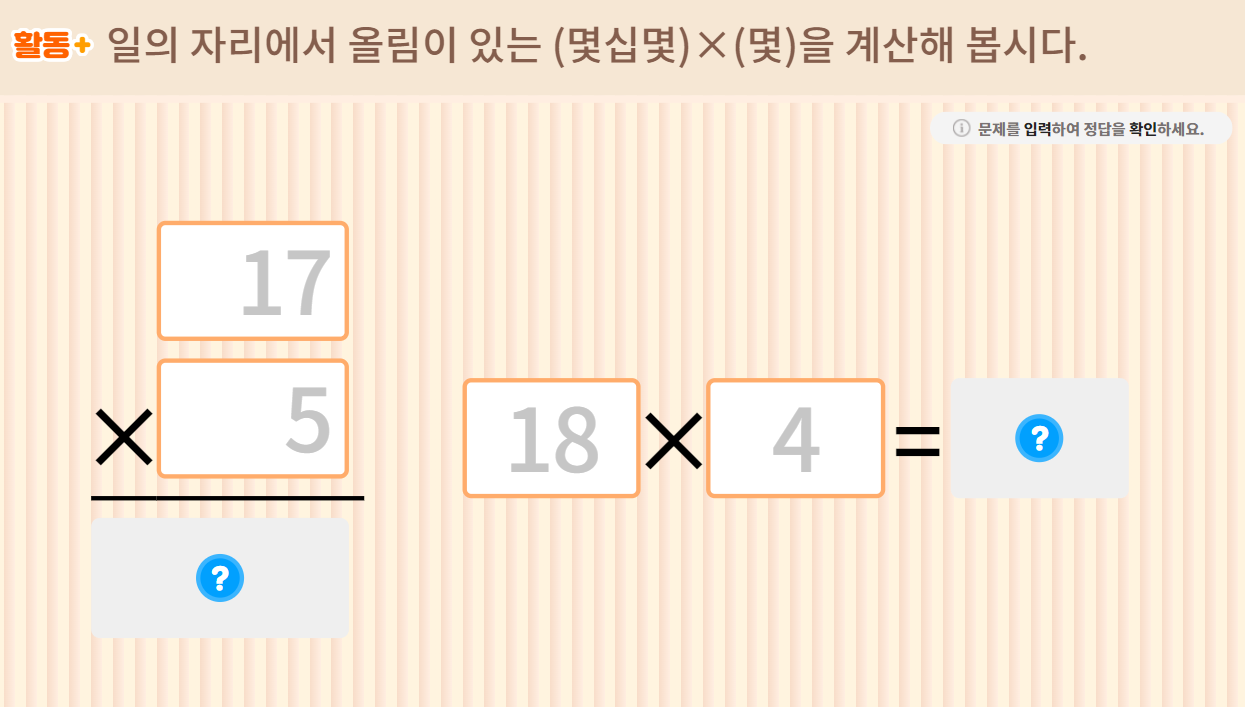 활동+ 일의 자리에서 올림이 있는 (몇십몇)×(몇)을 계산해 봅시다.
문제를 입력하여 정답을 확인하세요.
17
× 5
?
18 × 4 = ?